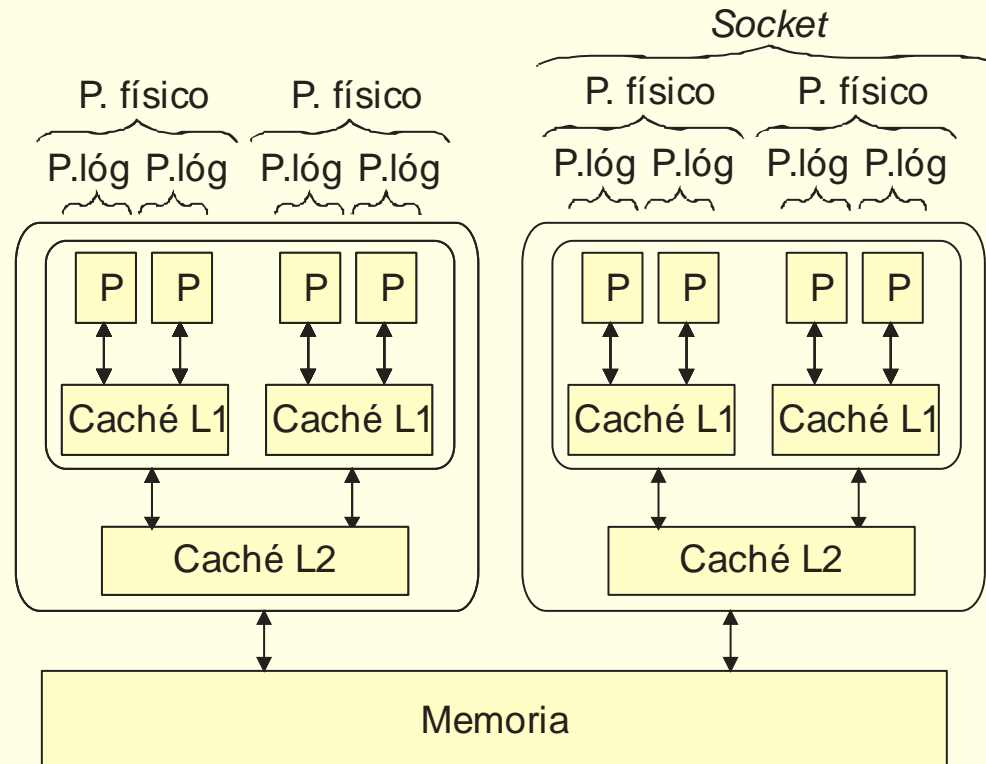 Socket
P. físico P. físico P. físico P. físico
P.lóg P.lóg P.lóg P.lóg P.lóg P.lóg P.lóg P.lóg
P P P P P P P P
Caché L1 Caché L1 Caché L1 Caché L1
Caché L2 Caché L2
Memoria